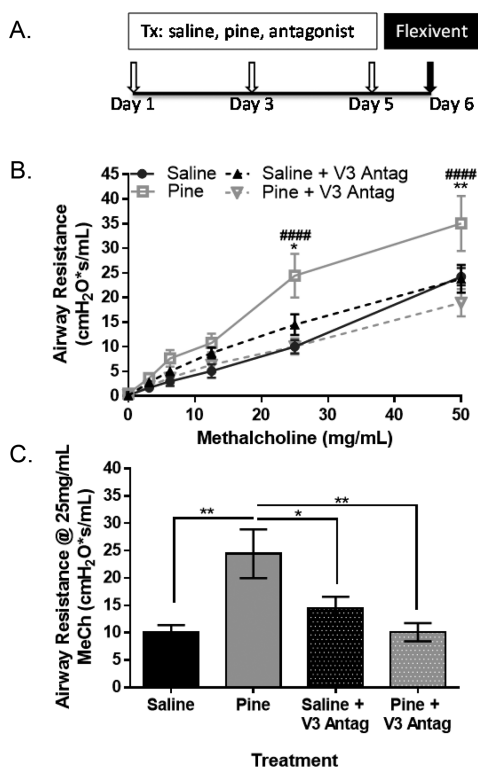 A.
Tx: saline, pine, antagonist
Flexivent
Day 1 Day 3 Day 5 Day 6
B.
Saline Saline + V3 Antag
Pine Pine + V3 Antag
####
*
####
**
Airway Resistance
(cmH2O*s/mL)
45
40
35
30
25
20
15
10
5
0
0 10 20 30 40 50
Methalcholine (mg/mL)
C.
Airway Resistance @ 25mg/mL
MeCh (cmH2O*s/mL)
40
35
30
25
20
15
10
5
0
**
*
**
Saline Pine Saline + V3 Antag Pine + V3 Antag
Treatment